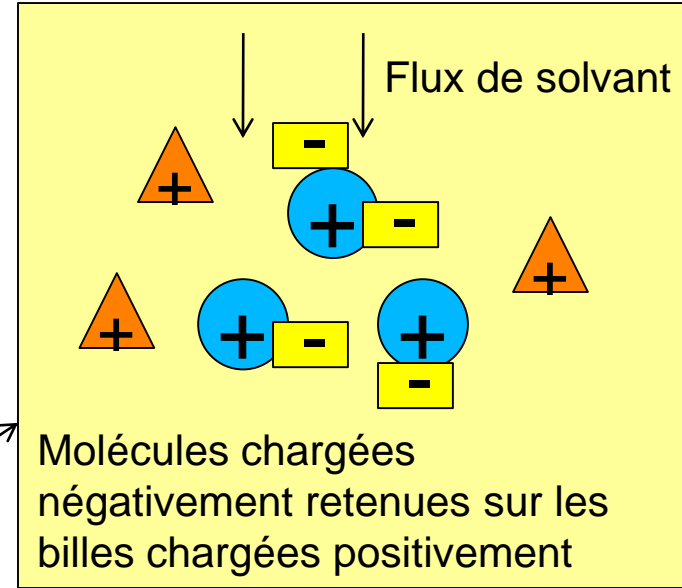 Flux de solvant
-
+
+
-
+
+
+
-
+
-
Molécules chargées
négativement retenues sur les
billes chargées positivement